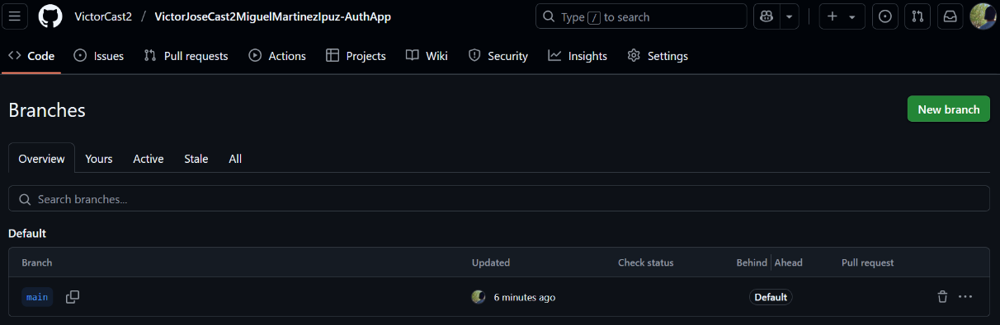 VictorCast2 / VictorJoseCast2MiguelMartinezIpuz-AuthApp Type / to search
Code Issues Pull requests Actions Projects Wiki Security Insights Settings
Branches New branch
Overview Yours Active Stale All
Search branches...
Default
Branch Updated Check status Behind Ahead Pull request
main 6 minutes ago Default